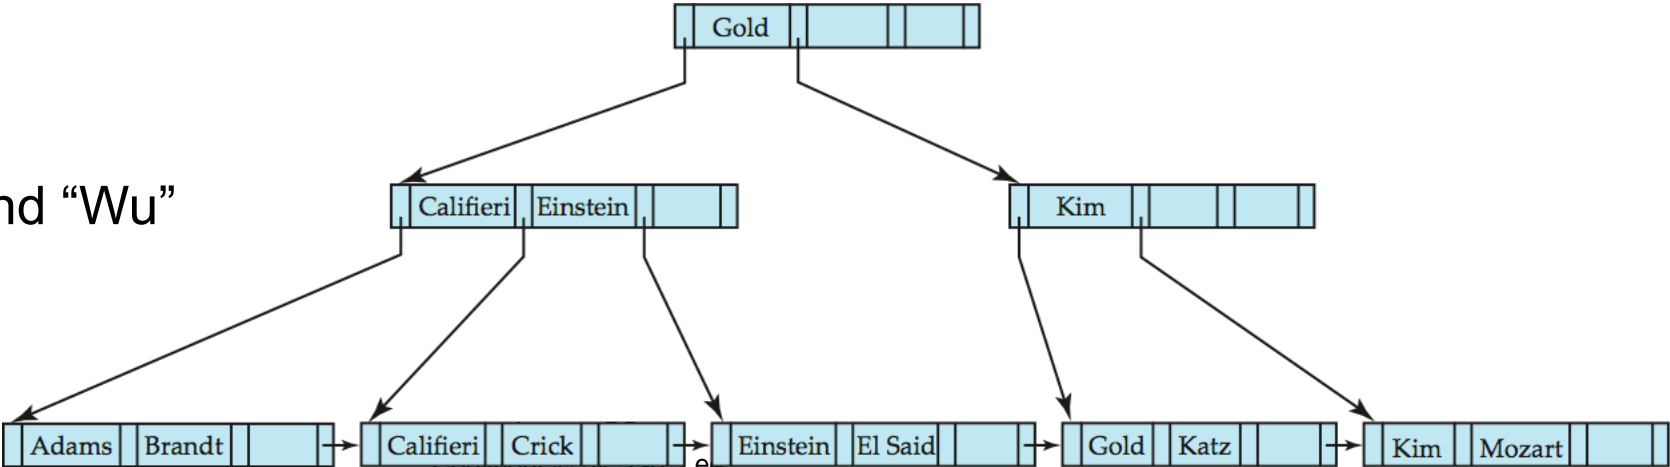 Gold
nd “Wu”
Califieri Einstein
Kim
Adams Brandt
Califieri Crick
Einstein El Said
Gold Katz
Kim Mozart